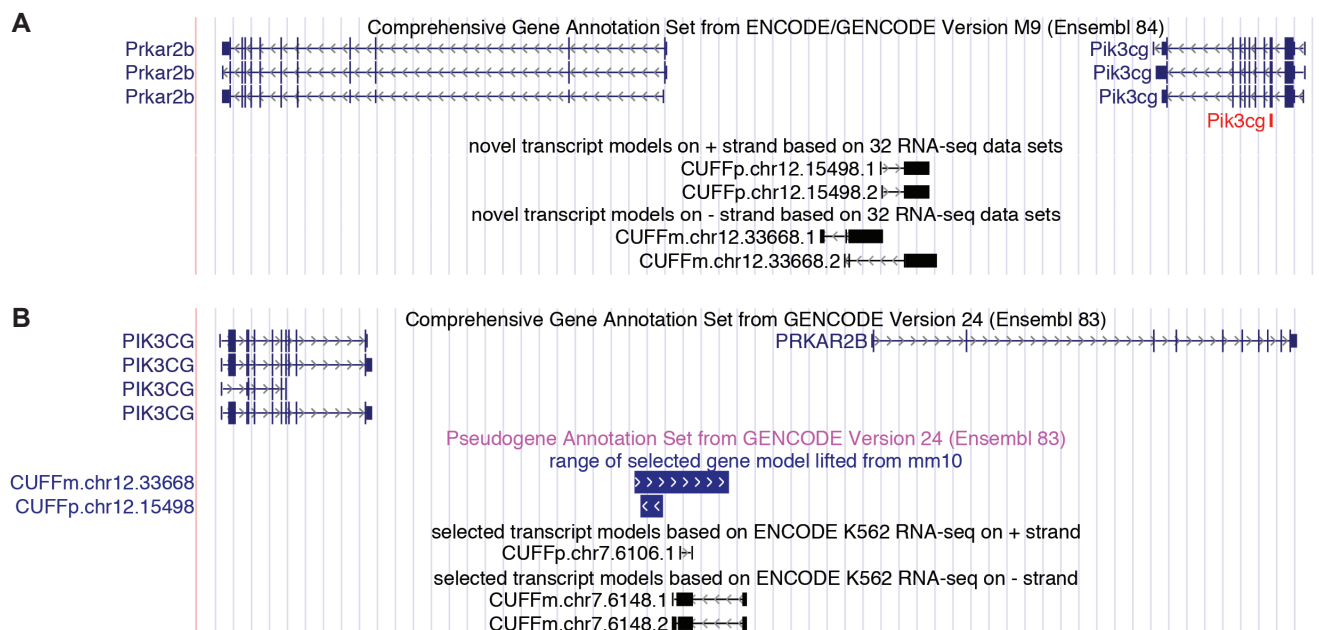 A
Comprehensive Gene Annotation Set from ENCODE/GENCODE Version M9 (Ensembl 84)
Prkar2b Pik3cg
Prkar2b Pik3cg
Prkar2b Pik3cg
Pik3cg
novel transcript models on + strand based on 32 RNA-seq data sets
CUFFp.chr12.15498.1
CUFFp.chr12.15498.2
novel transcript models on - strand based on 32 RNA-seq data sets
CUFFm.chr12.33668.1
CUFFm.chr12.33668.2
B
Comprehensive Gene Annotation Set from GENCODE Version 24 (Ensembl 83)
PIK3CG PRKAR2B
PIK3CG
PIK3CG
PIK3CG
Pseudogene Annotation Set from GENCODE Version 24 (Ensembl 83)
range of selected gene model lifted from mm10
CUFFm.chr12.33668
CUFFp.chr12.15498
selected transcript models based on ENCODE K562 RNA-seq on + strand
CUFFp.chr7.6106.1
selected transcript models based on ENCODE K562 RNA-seq on - strand
CUFFm.chr7.6148.1
CUFFm.chr7.6148.2